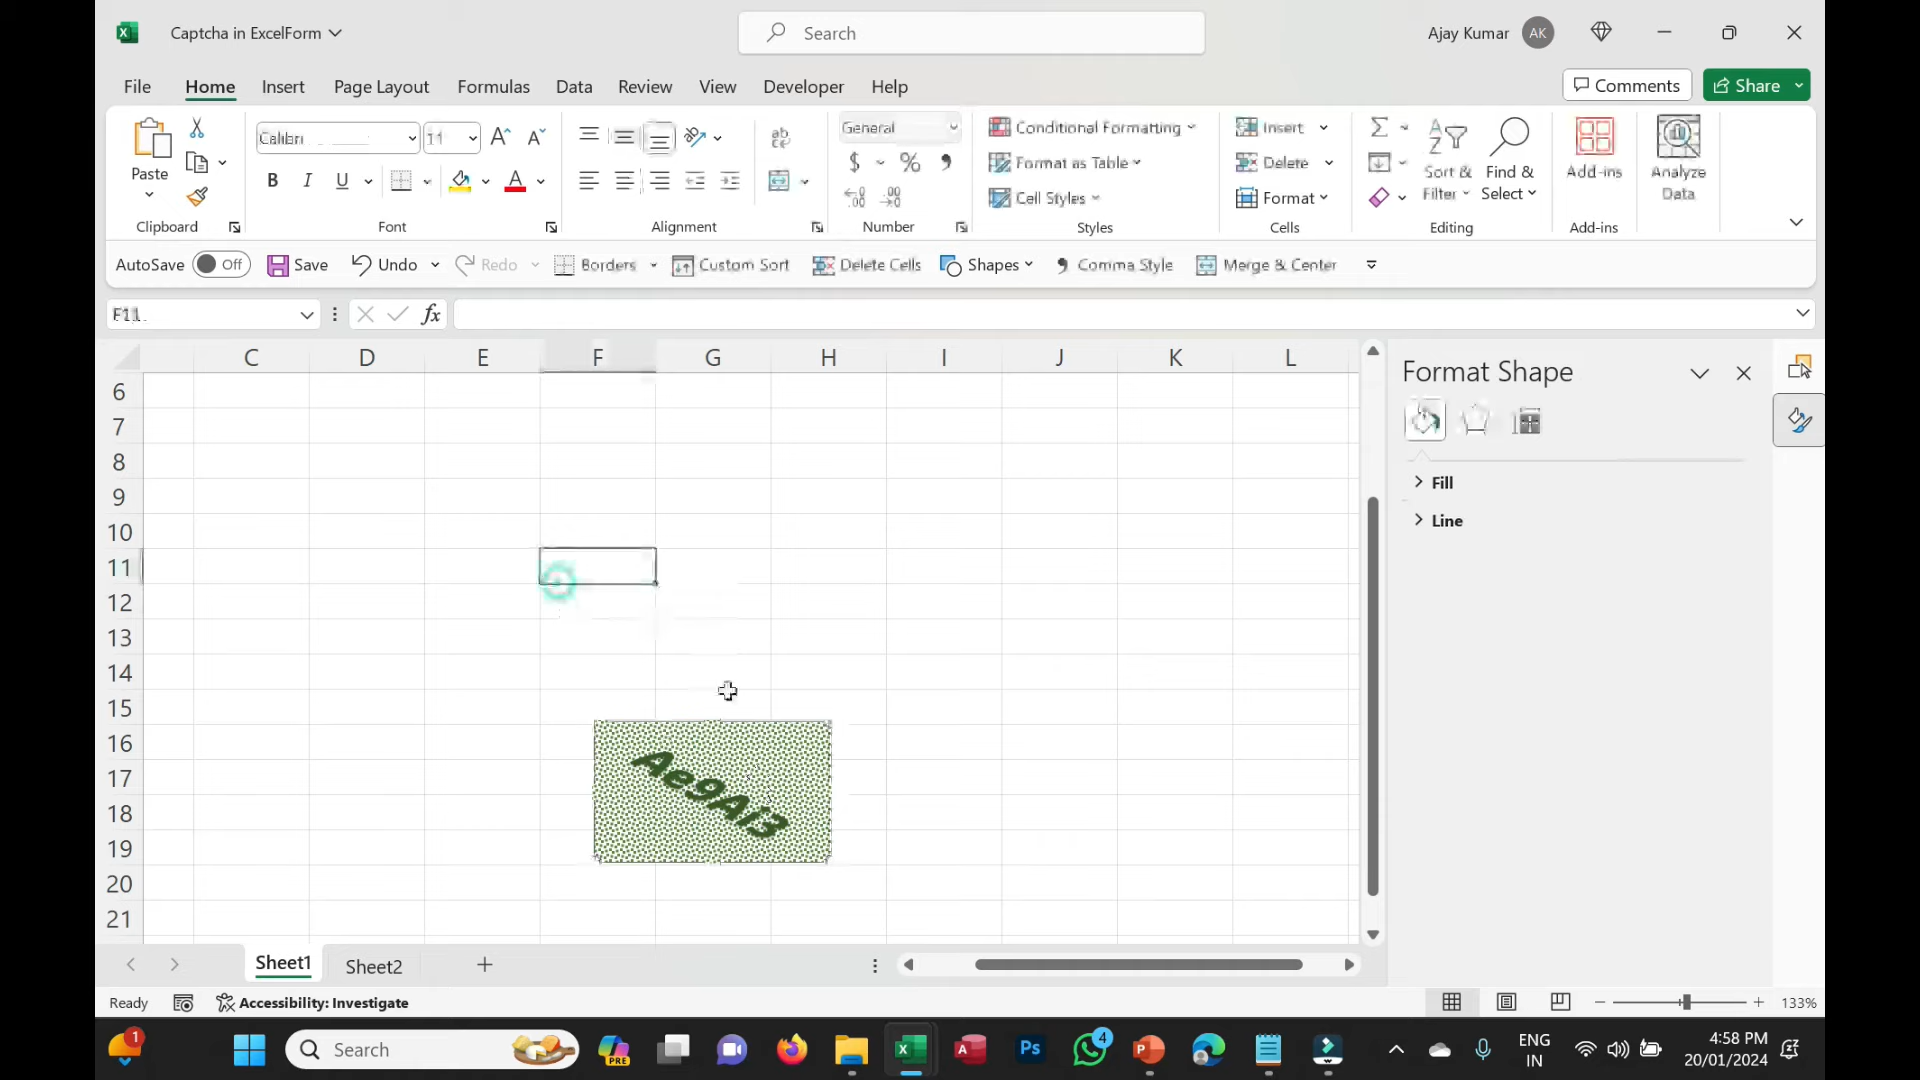 Captcha in ExcelForm
Search
Ajay Kumar
AK
File Home Insert Page Layout Formulas Data Review View Developer Help
Comments
Share
Paste
Calibri
11
General
Conditional Formatting
Format as Table
Cell Styles
Insert
Delete
Format
Sort & Filter
Find & Select
Add-ins
Analyze Data
Clipboard
Font
Alignment
Number
Styles
Cells
Editing
Add-ins
AutoSave Off Save Undo Redo Borders Custom Sort Delete Cells Shapes Comma Style Merge & Center
F11
fx
C D E F G H I J K L
6
7
8
9
10
11
12
13
14
15
16
17
18
19
20
21
Ae9Ai3
Format Shape
Fill
Line
Sheet1 Sheet2
Ready
Accessibility: Investigate
133%
1
Search
PRE
A
Ps
4
P
ENG
IN
4:58 PM
20/01/2024